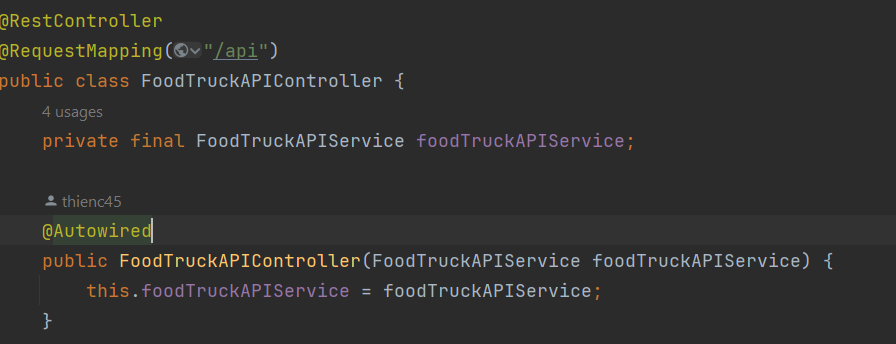 @RestController
@RequestMapping("/api")
public class FoodTruckAPIController {
4 usages
private final FoodTruckAPIService foodTruckAPIService;
thienc45
@Autowired
public FoodTruckAPIController(FoodTruckAPIService foodTruckAPIService) {
this.foodTruckAPIService = foodTruckAPIService;
}